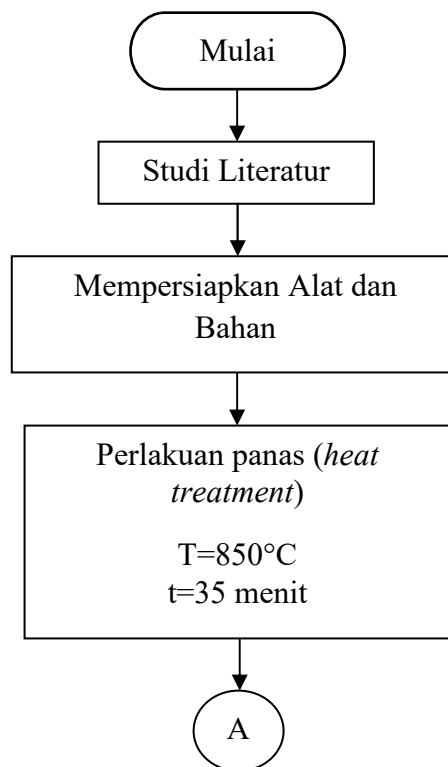 Mulai
Studi Literatur
Mempersiapkan Alat dan
Bahan
Perlakuan panas (heat
treatment)
T=850°C
t=35 menit
A